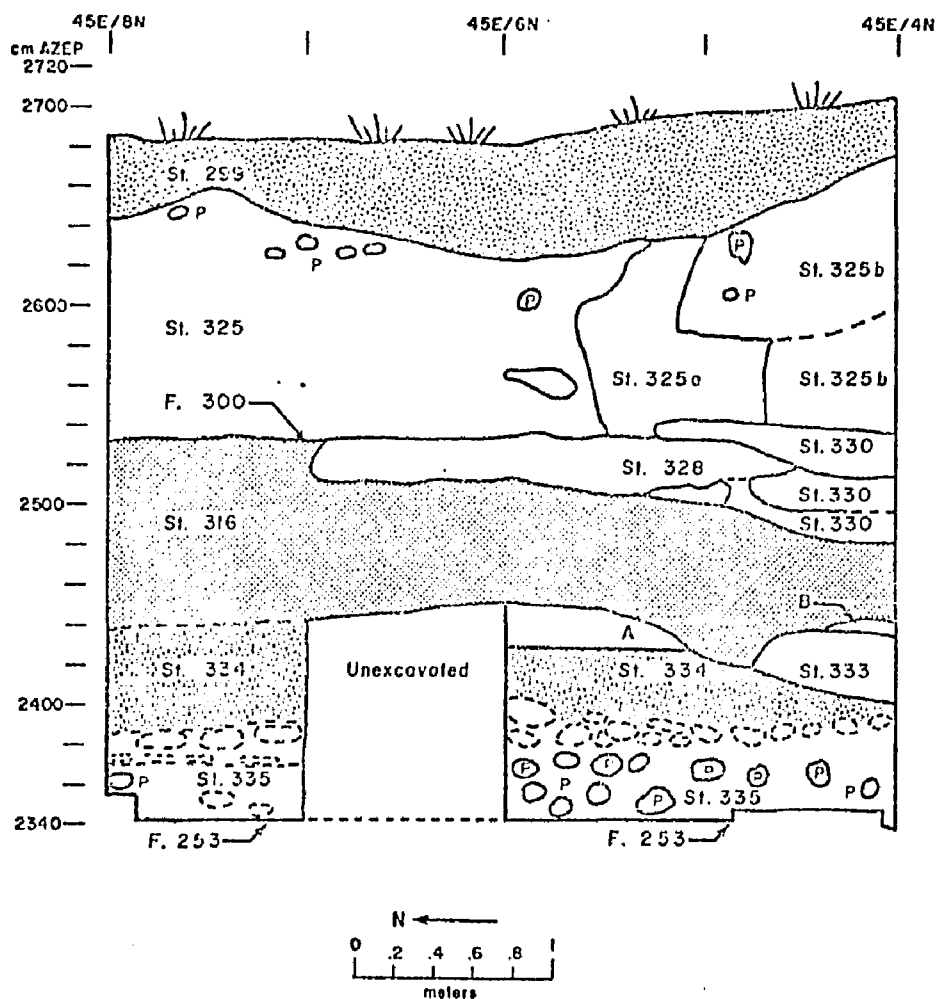 45E/8N 45E/6N 45E/4N
cm AZEP
2720
2700
St. 299
P
P
P
P
P
St. 325b
2600
St. 325
St. 325a St. 325b
F. 300
St. 330
St. 328
2500
St. 330
St. 316
St. 330
B
A
St. 334 Unexcavated St. 334 St. 333
2400
P St. 335 P P P P P P P P
St. 335
2340
F. 253 F. 253
N
0 .2 .4 .6 .8 1
meters